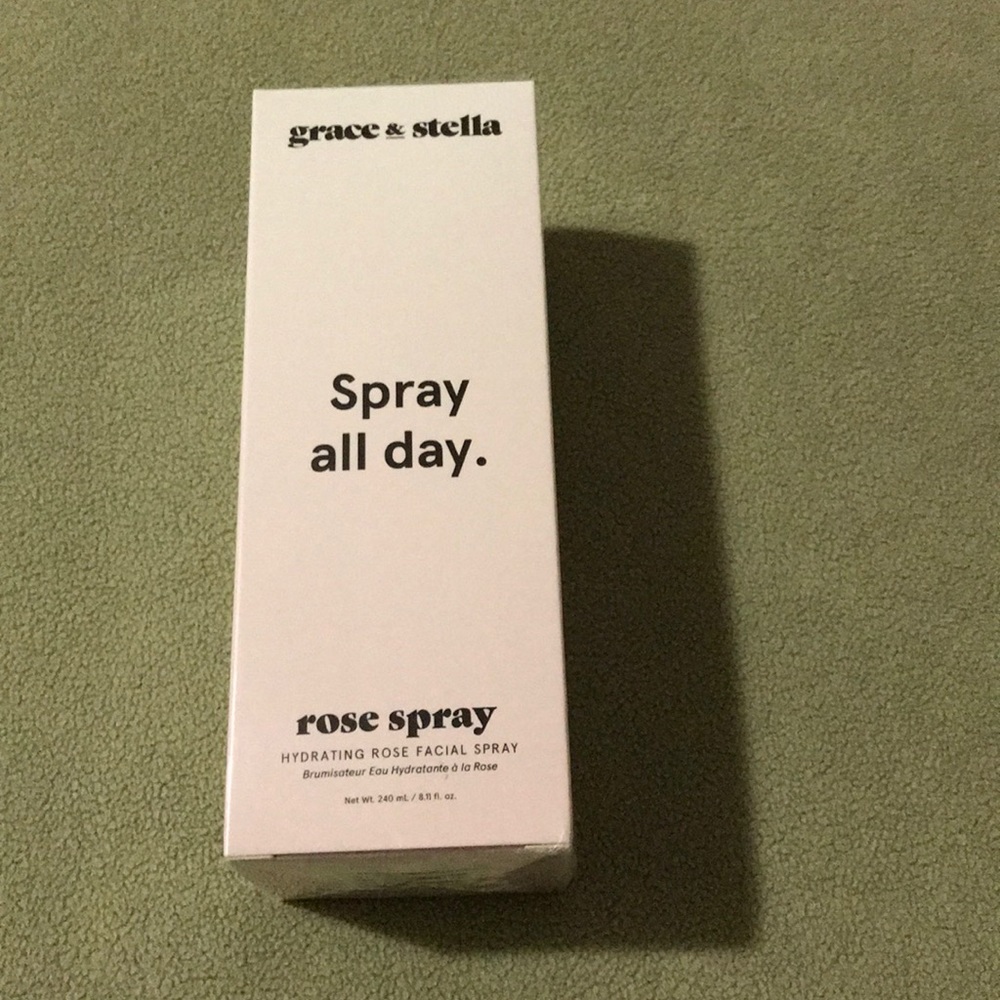 grace & stella
Spray
all day.
rose spray
HYDRATING ROSE FACIAL SPRAY
Brumisateur Eau Hydratante à la Rose
Net Wt. 240 mL / 8.11 fl. oz.